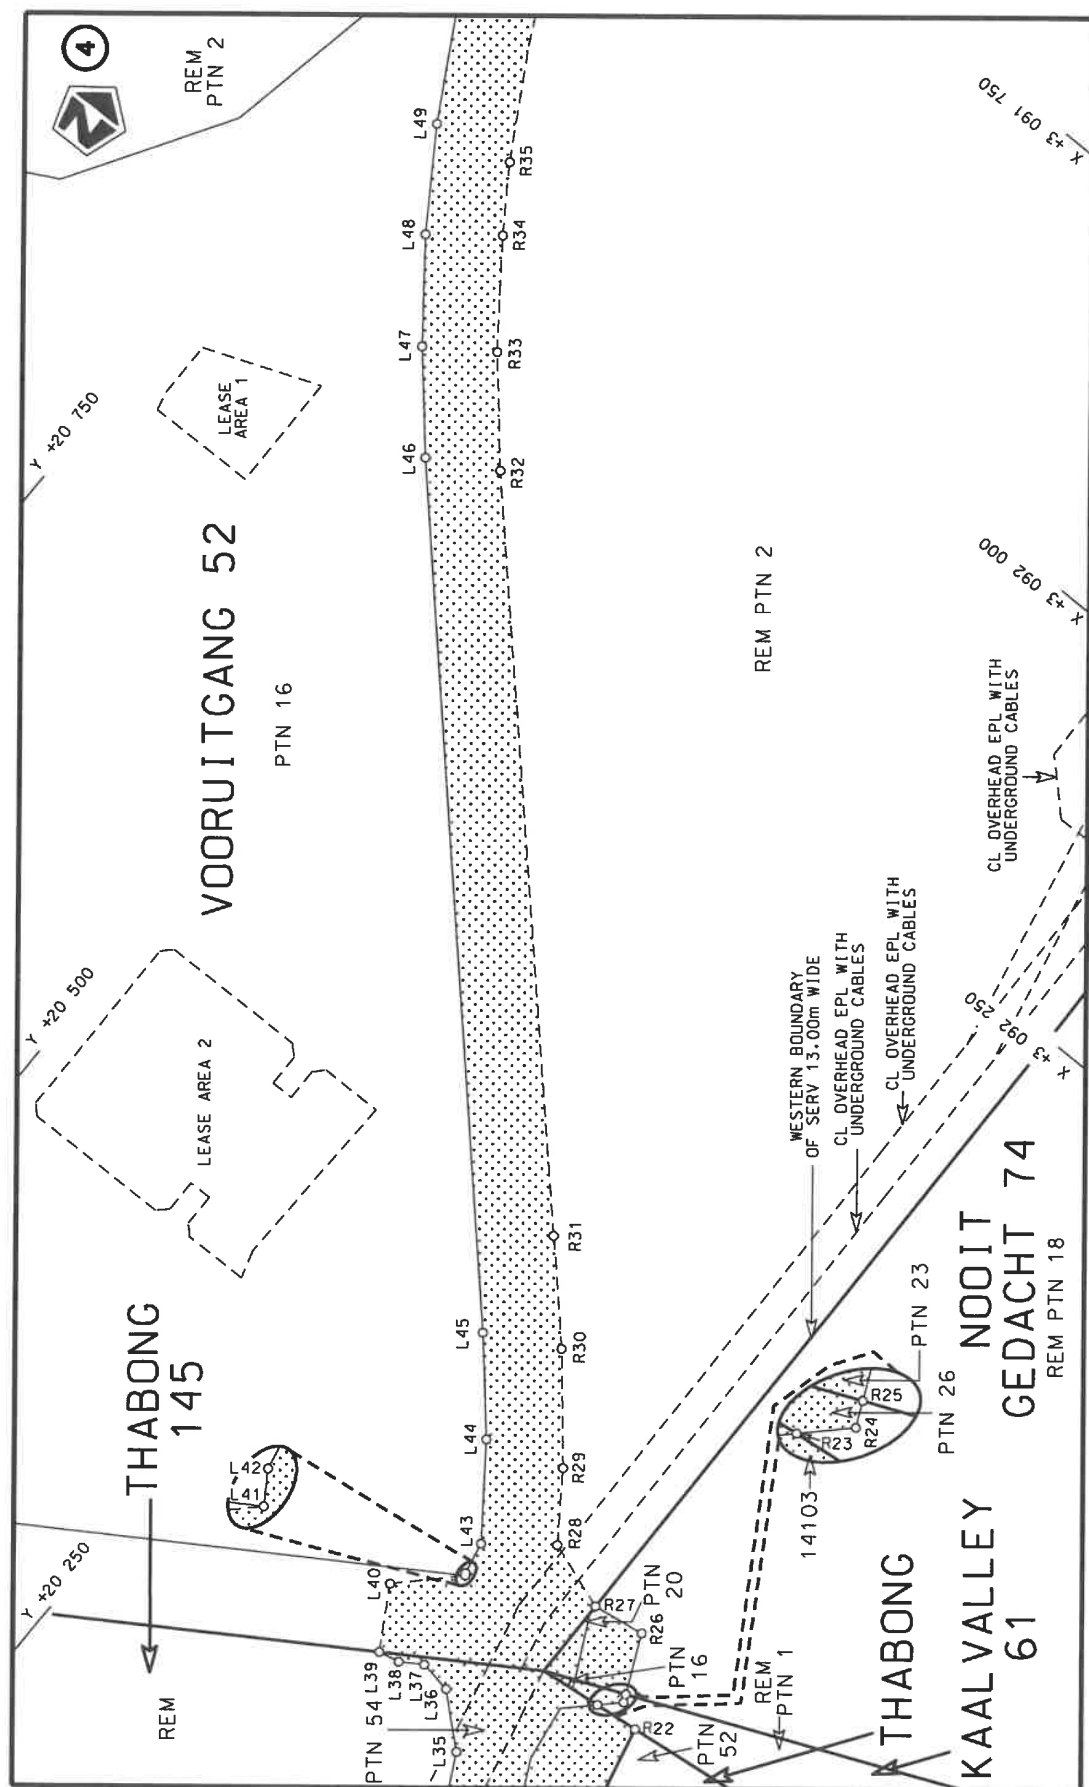 4
REM
PTN 2
L49
L48
L47
L46
R35
R34
R33
R32
X +3 091 750
Y +20 750
LEASE
AREA 1
VOORUITGANG 52
PTN 16
REM PTN 2
X +3 092 000
CL OVERHEAD EPL WITH
UNDERGROUND CABLES
Y +20 500
LEASE AREA 2
WESTERN BOUNDARY
OF SERV 13.00m WIDE
CL OVERHEAD EPL WITH
UNDERGROUND CABLES
CL OVERHEAD EPL WITH
UNDERGROUND CABLES
X +3 092 250
THABONG
145
L45
L44
L43
L42
L41
L40
R31
R30
R29
R28
NOOIT
GEDACHT 74
REM PTN 18
PTN 23
PTN 26
R25
R24
R23
14103
Y +20 250
REM
L39
L38
L37
L36
L35
PTN 54
R27
R26
PTN
20
PTN
16
REM
PTN 1
R22
PTN
52
THABONG
KAALVALLEY
61